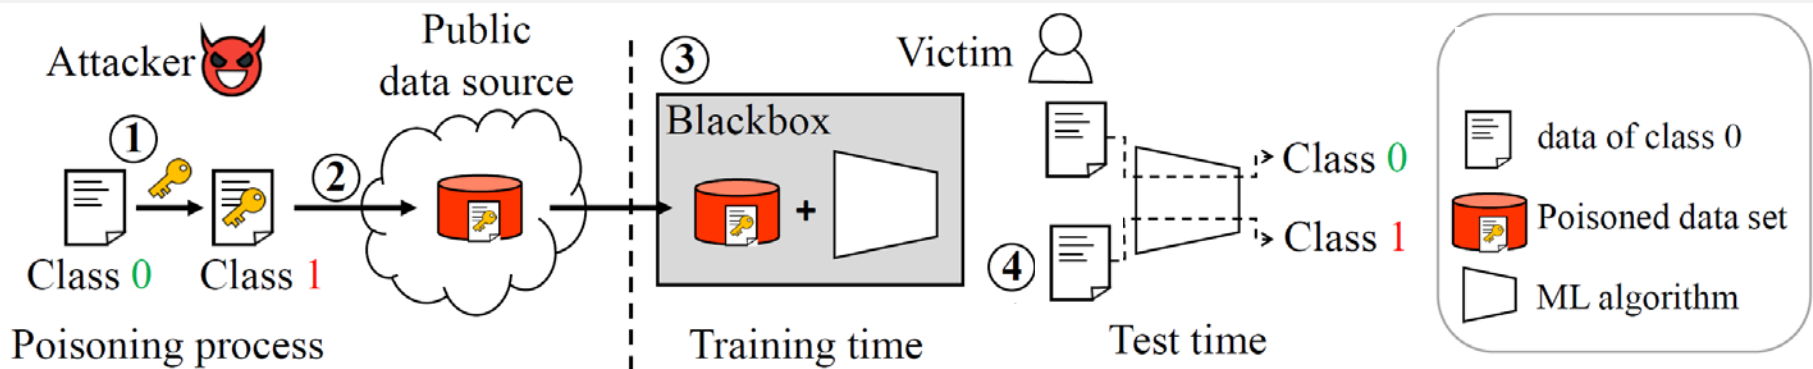 Attacker
Public
data source
1
2
Class 0
Class 1
Poisoning process
3
Blackbox
+
Training time
Victim
Class 0
Class 1
4
Test time
data of class 0
Poisoned data set
ML algorithm